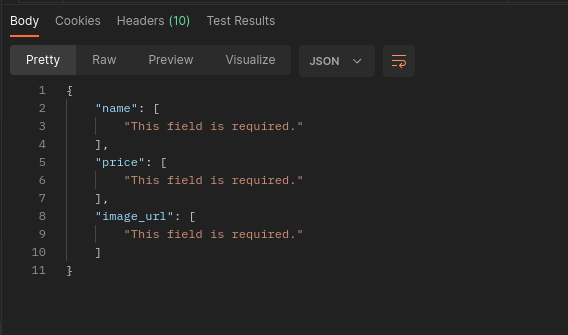 Body Cookies Headers (10) Test Results
Pretty Raw Preview Visualize JSON
1 {
2 "name": [
3 "This field is required."
4 ],
5 "price": [
6 "This field is required."
7 ],
8 "image_url": [
9 "This field is required."
10 ]
11 }